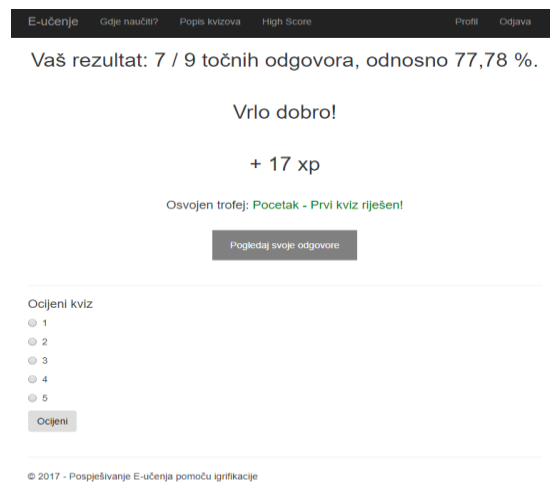 E-učenje Gdje naučiti? Popis kvizova High Score Profil Odjava
Vaš rezultat: 7 / 9 točnih odgovora, odnosno 77,78 %.
Vrlo dobro!
+ 17 xp
Osvojen trofej: Pocetak - Prvi kviz riješen!
Pogledaj svoje odgovore
Ocijeni kviz
1
2
3
4
5
Ocijeni
© 2017 - Pospješivanje E-učenja pomoću igrifikacije